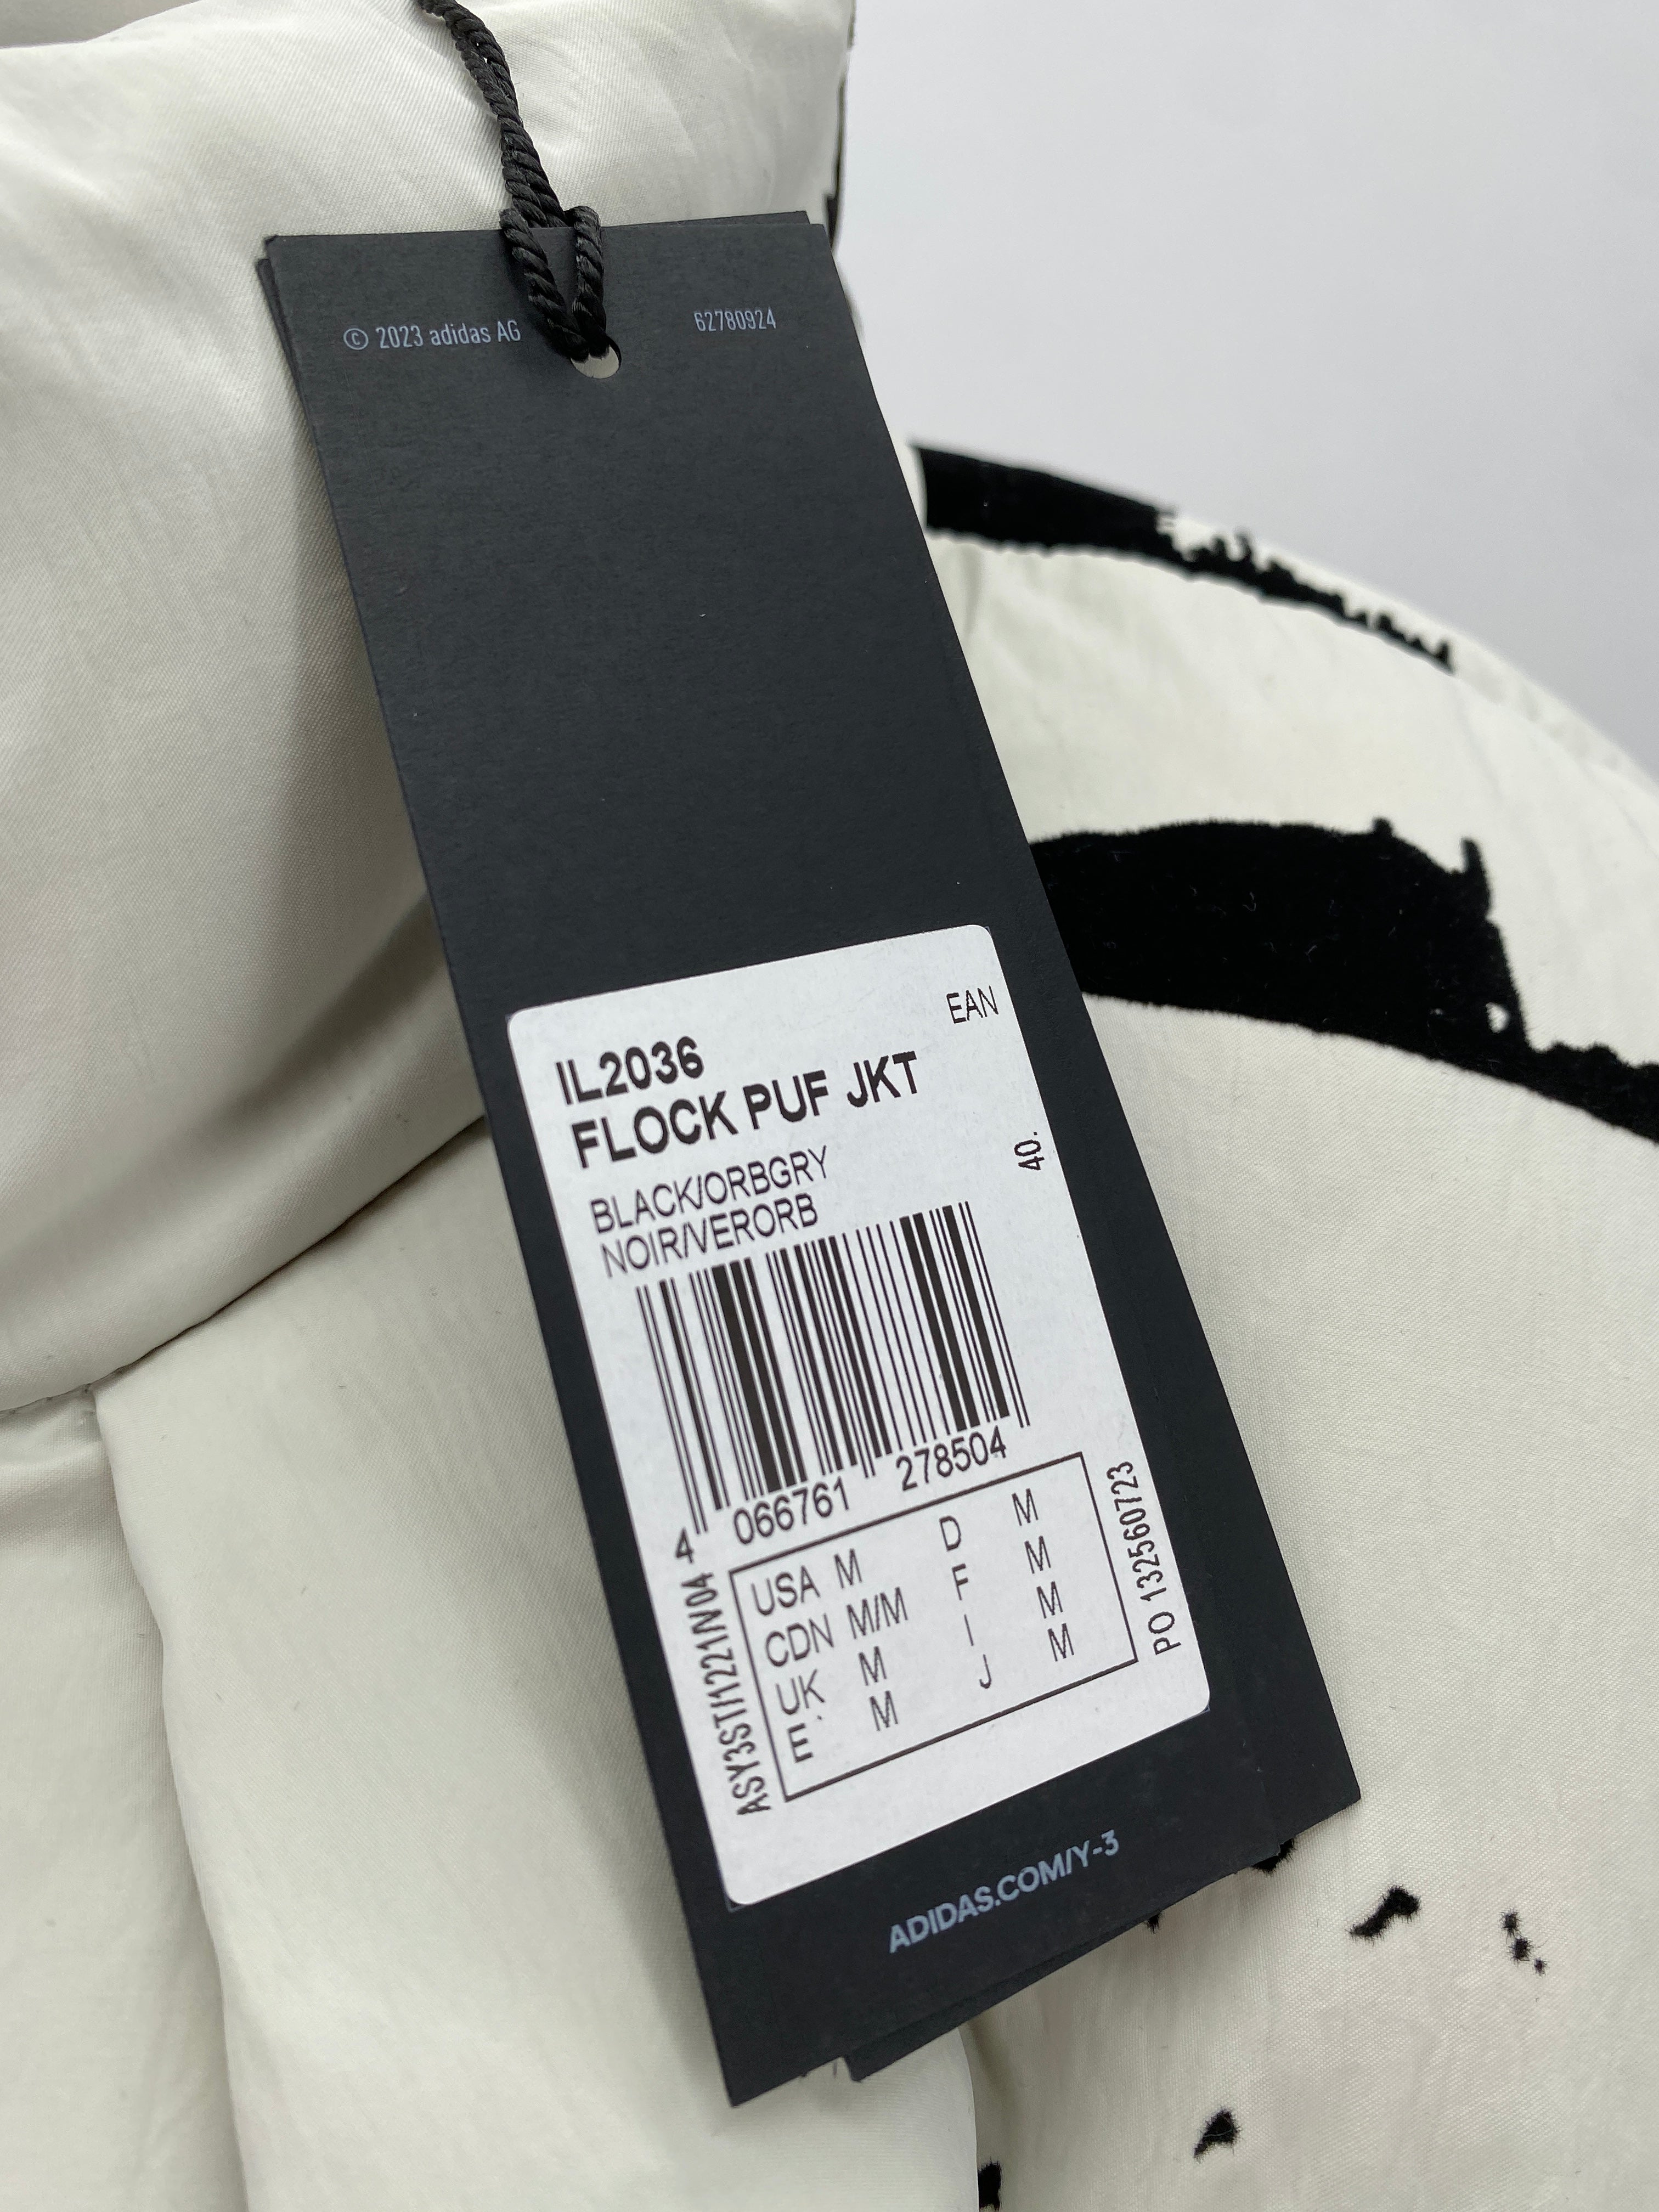 © 2023 adidas AG
62780924
EAN
IL2036
FLOCK PUF JKT
BLACK/ORBGRY
NOIR/VERORB
40.
4 066761 278504
USA M D M
CDN M/M F M
UK M I M
E M J M
ASY3ST/1221/V04
PO 132560723
ADIDAS.COM/Y-3